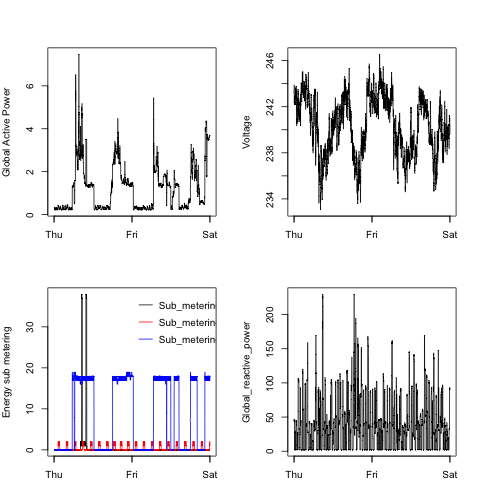 Global Active Power
0 2 4 6
Thu Fri Sat
Voltage
234 238 242 246
Thu Fri Sat
Energy sub metering
0 10 20 30
Sub_meterin
Sub_meterin
Sub_meterin
Thu Fri Sat
Global_reactive_power
0 50 100 150 200
Thu Fri Sat